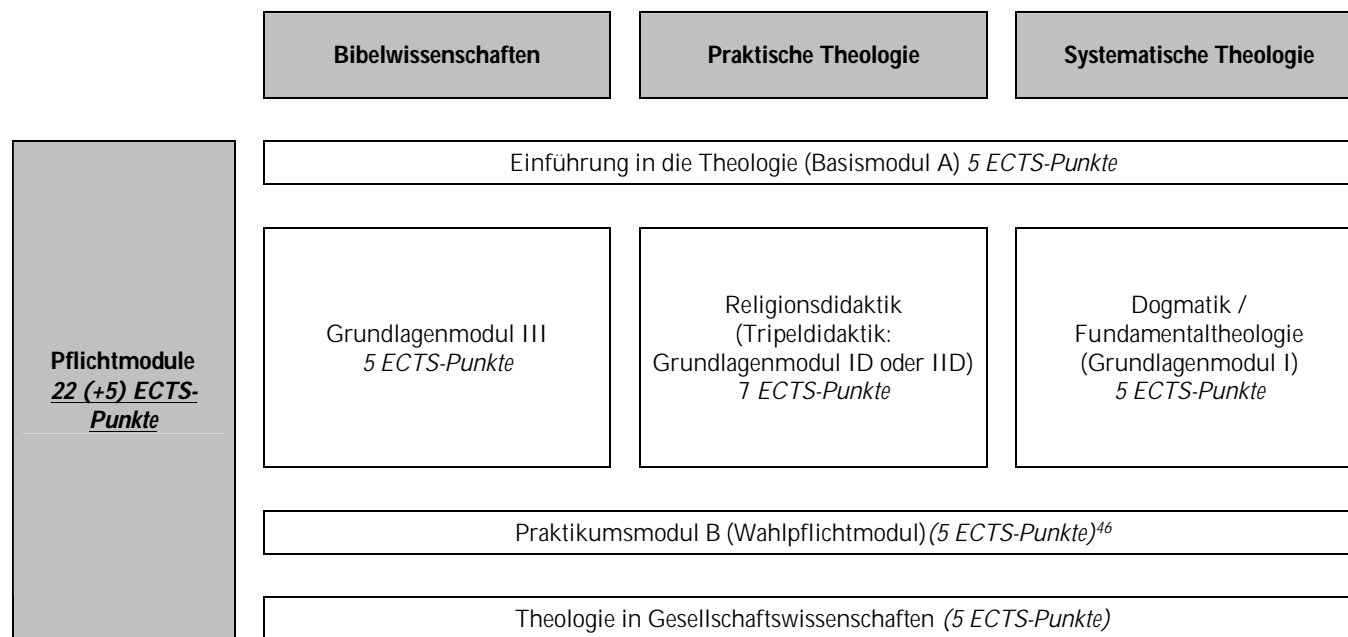 Bibelwissenschaften
Praktische Theologie
Systematische Theologie
Einführung in die Theologie (Basismodul A) 5 ECTS-Punkte
Pflichtmodule
22 (+5) ECTS-
Punkte
Grundlagenmodul III
5 ECTS-Punkte
Religionsdidaktik
(Tripeldidaktik:
Grundlagenmodul ID oder IID)
7 ECTS-Punkte
Dogmatik /
Fundamentaltheologie
(Grundlagenmodul I)
5 ECTS-Punkte
Praktikumsmodul B (Wahlpflichtmodul)(5 ECTS-Punkte)46
Theologie in Gesellschaftswissenschaften (5 ECTS-Punkte)